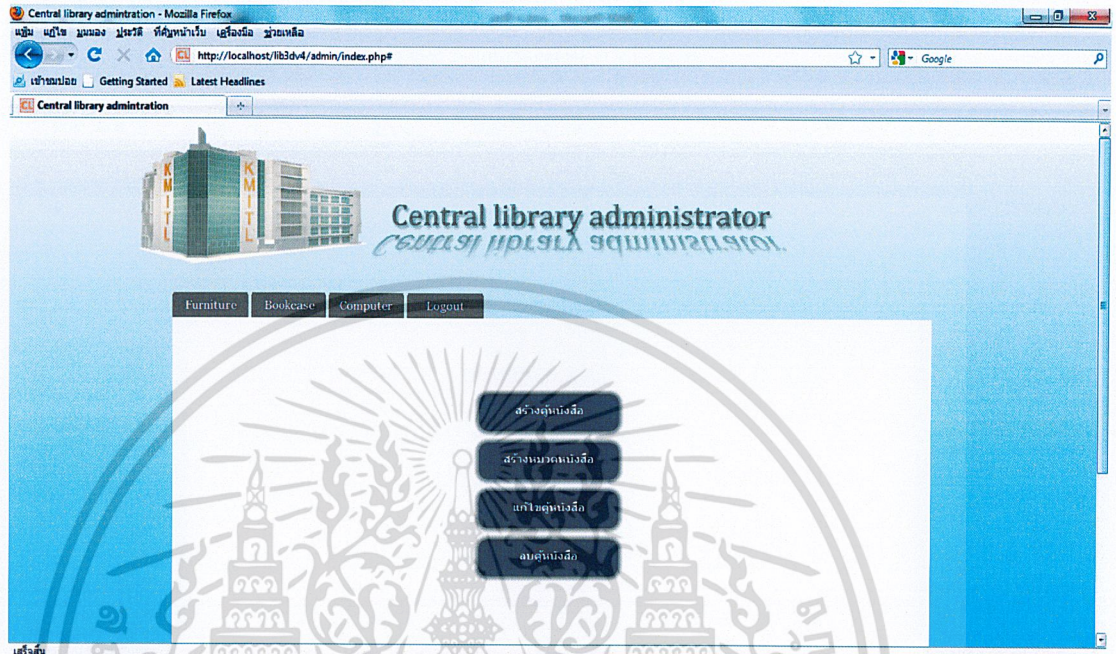 Central library admintration - Mozilla Firefox
แฟ้ม แก้ไข มุมมอง ประวัติ ที่คั่นหน้าเว็บ เครื่องมือ ช่วยเหลือ
http://localhost/lib3dv4/admin/index.php#
Google
เข้าชมบ่อย Getting Started Latest Headlines
CL Central library admintration
KMITL KMITL
Central library administrator
Central library administrator.
Furniture Bookcase Computer Logout
สร้างตู้หนังสือ
สร้างหมวดหนังสือ
แก้ไขตู้หนังสือ
ลบตู้หนังสือ
เสร็จสิ้น